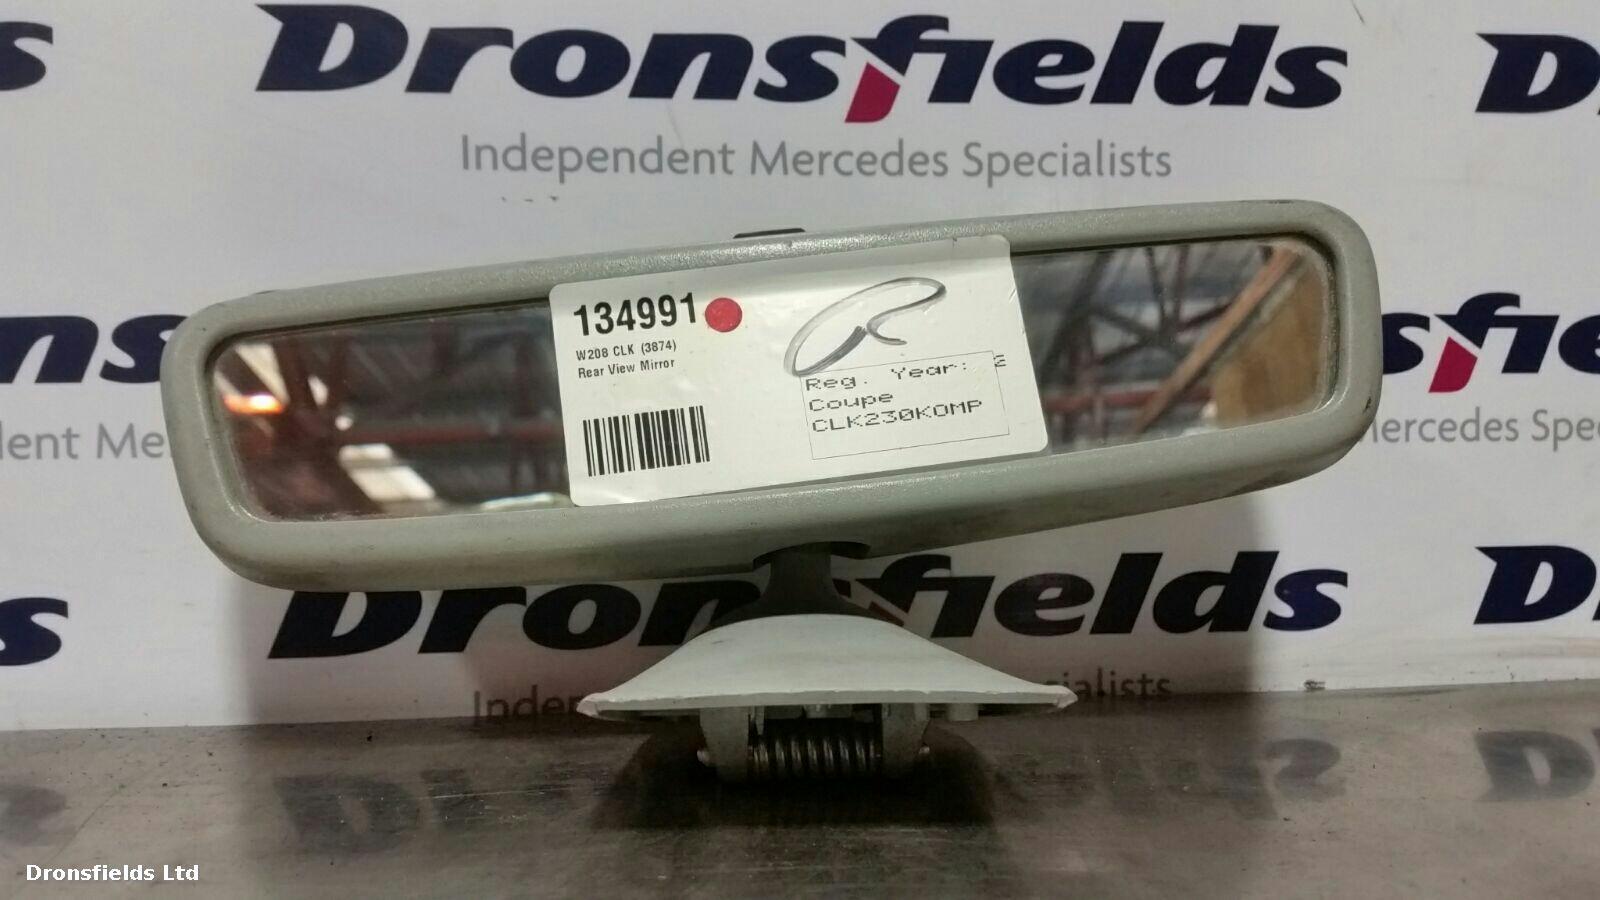 Dronsfields
Independent Mercedes Specialists
134991
W208 CLK (3874)
Rear View Mirror
R
Reg. Year:
Coupe
CLK230KOMP
Dronsfields
Dronsfields Ltd